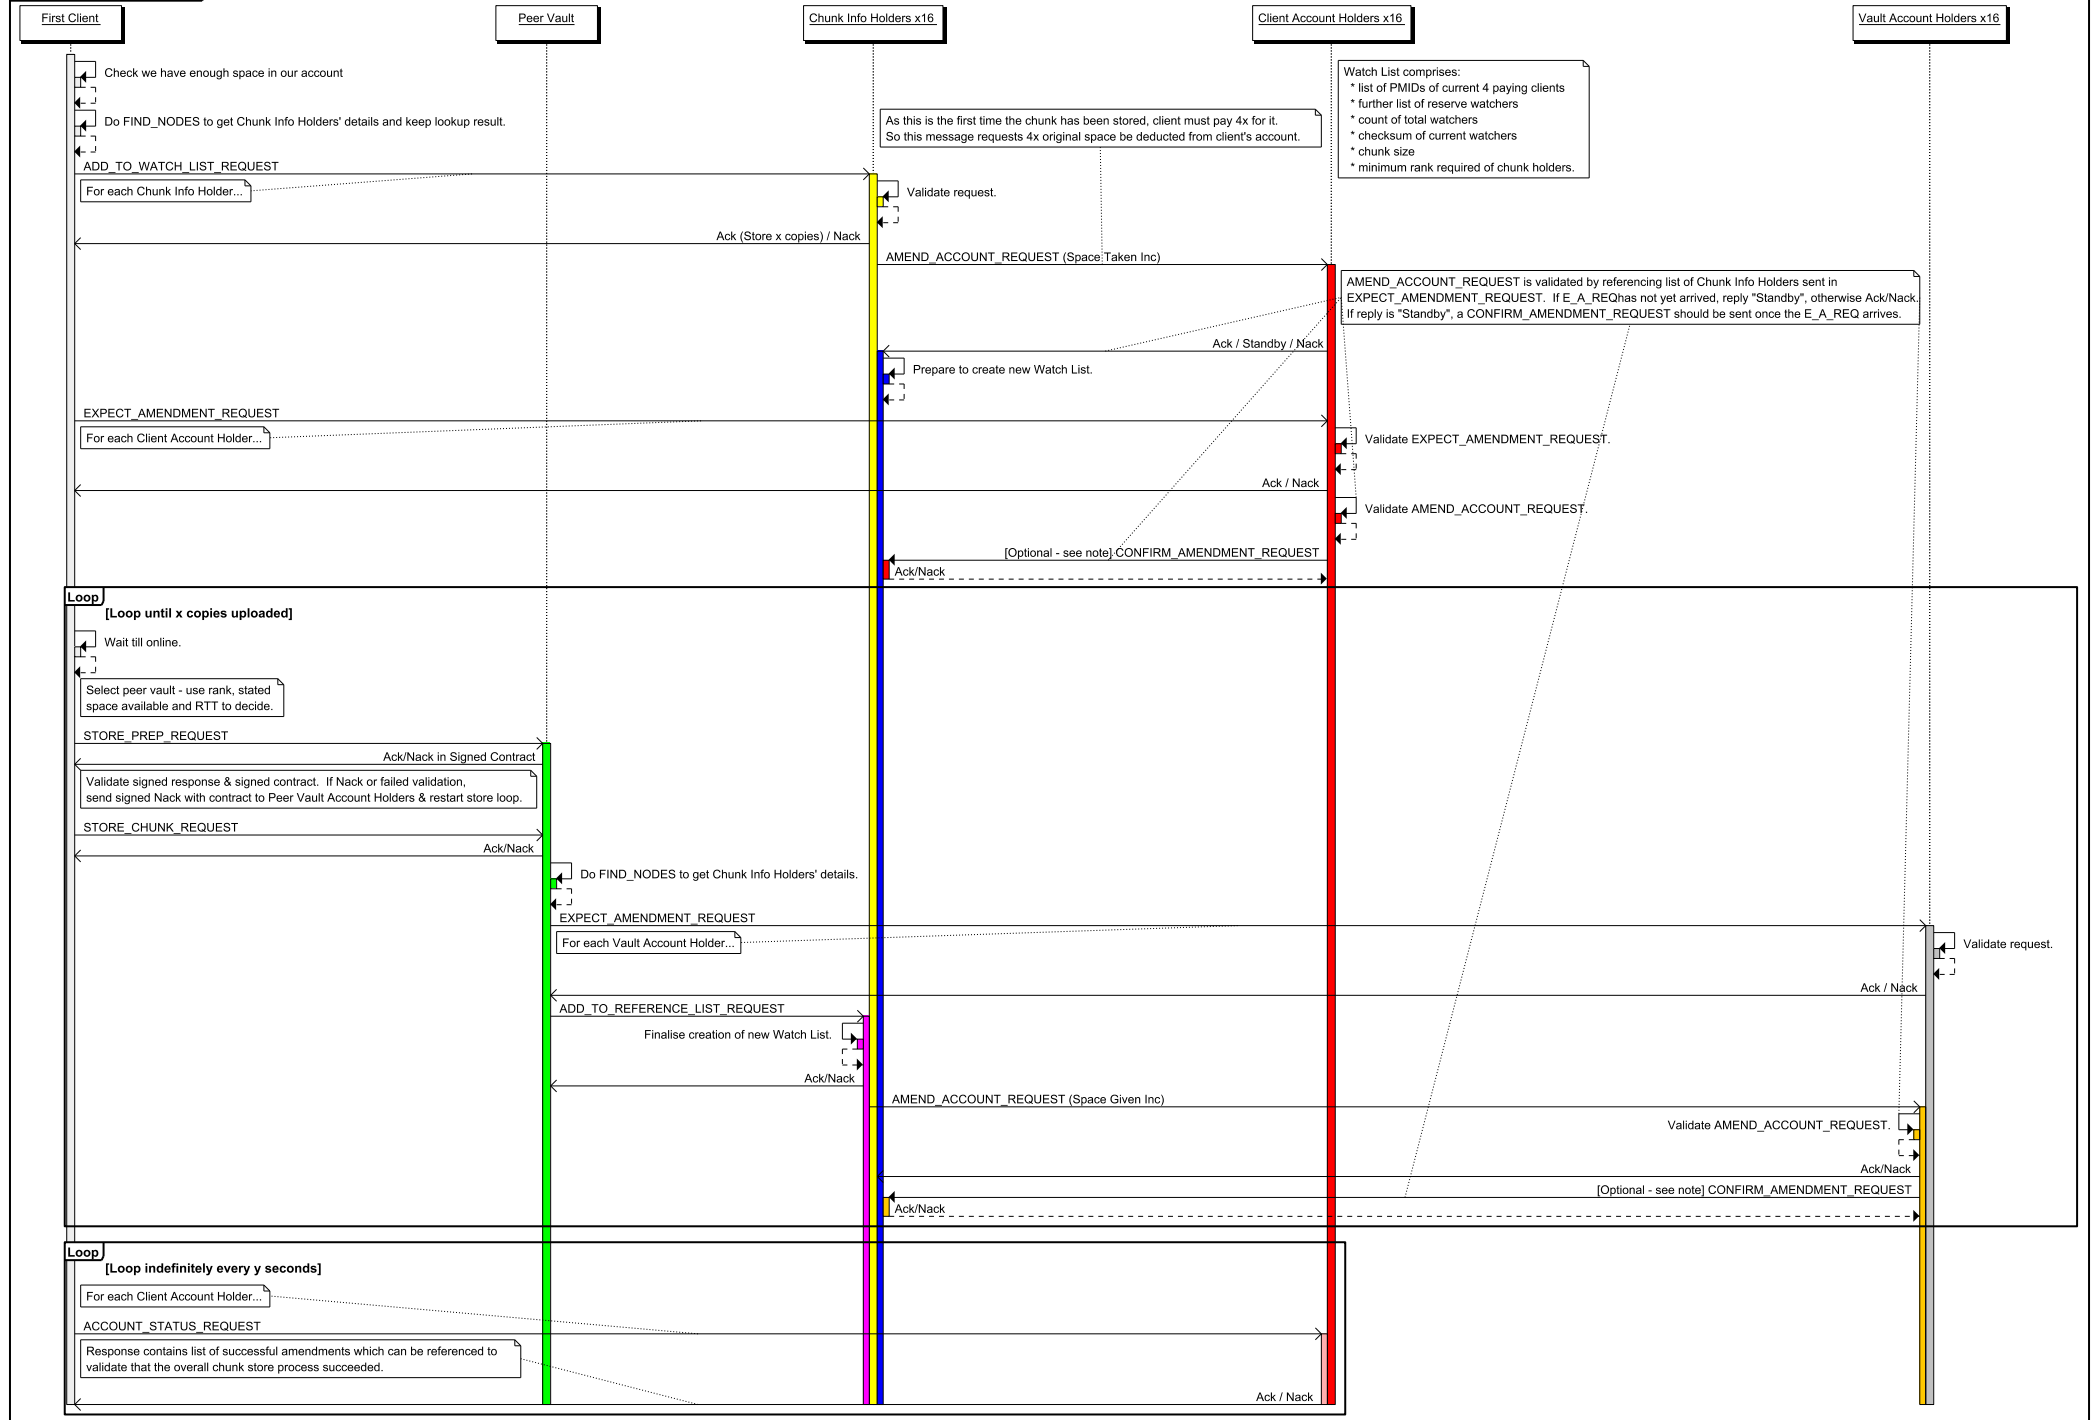 First Client
Peer Vault
Chunk Info Holders x16
Client Account Holders x16
Vault Account Holders x16
Check we have enough space in our account
Watch List comprises:
* list of PMIDs of current 4 paying clients
* further list of reserve watchers
* count of total watchers
* checksum of current watchers
* chunk size
* minimum rank required of chunk holders.
Do FIND_NODES to get Chunk Info Holders' details and keep lookup result.
As this is the first time the chunk has been stored, client must pay 4x for it.
So this message requests 4x original space be deducted from client's account.
ADD_TO_WATCH_LIST_REQUEST
For each Chunk Info Holder...
Validate request.
Ack (Store x copies) / Nack
AMEND_ACCOUNT_REQUEST (Space Taken Inc)
AMEND_ACCOUNT_REQUEST is validated by referencing list of Chunk Info Holders sent in
EXPECT_AMENDMENT_REQUEST.  If E_A_REQhas not yet arrived, reply "Standby", otherwise Ack/Nack.
If reply is "Standby", a CONFIRM_AMENDMENT_REQUEST should be sent once the E_A_REQ arrives.
Ack / Standby / Nack
Prepare to create new Watch List.
EXPECT_AMENDMENT_REQUEST
For each Client Account Holder...
Validate EXPECT_AMENDMENT_REQUEST.
Ack / Nack
Validate AMEND_ACCOUNT_REQUEST.
[Optional - see note] CONFIRM_AMENDMENT_REQUEST
Ack/Nack
Loop
[Loop until x copies uploaded]
Wait till online.
Select peer vault - use rank, stated
space available and RTT to decide.
STORE_PREP_REQUEST
Ack/Nack in Signed Contract
Validate signed response & signed contract.  If Nack or failed validation,
send signed Nack with contract to Peer Vault Account Holders & restart store loop.
STORE_CHUNK_REQUEST
Ack/Nack
Do FIND_NODES to get Chunk Info Holders' details.
EXPECT_AMENDMENT_REQUEST
For each Vault Account Holder...
Validate request.
Ack / Nack
ADD_TO_REFERENCE_LIST_REQUEST
Finalise creation of new Watch List.
Ack/Nack
AMEND_ACCOUNT_REQUEST (Space Given Inc)
Validate AMEND_ACCOUNT_REQUEST.
Ack/Nack
[Optional - see note] CONFIRM_AMENDMENT_REQUEST
Ack/Nack
Loop
[Loop indefinitely every y seconds]
For each Client Account Holder...
ACCOUNT_STATUS_REQUEST
Response contains list of successful amendments which can be referenced to
validate that the overall chunk store process succeeded.
Ack / Nack